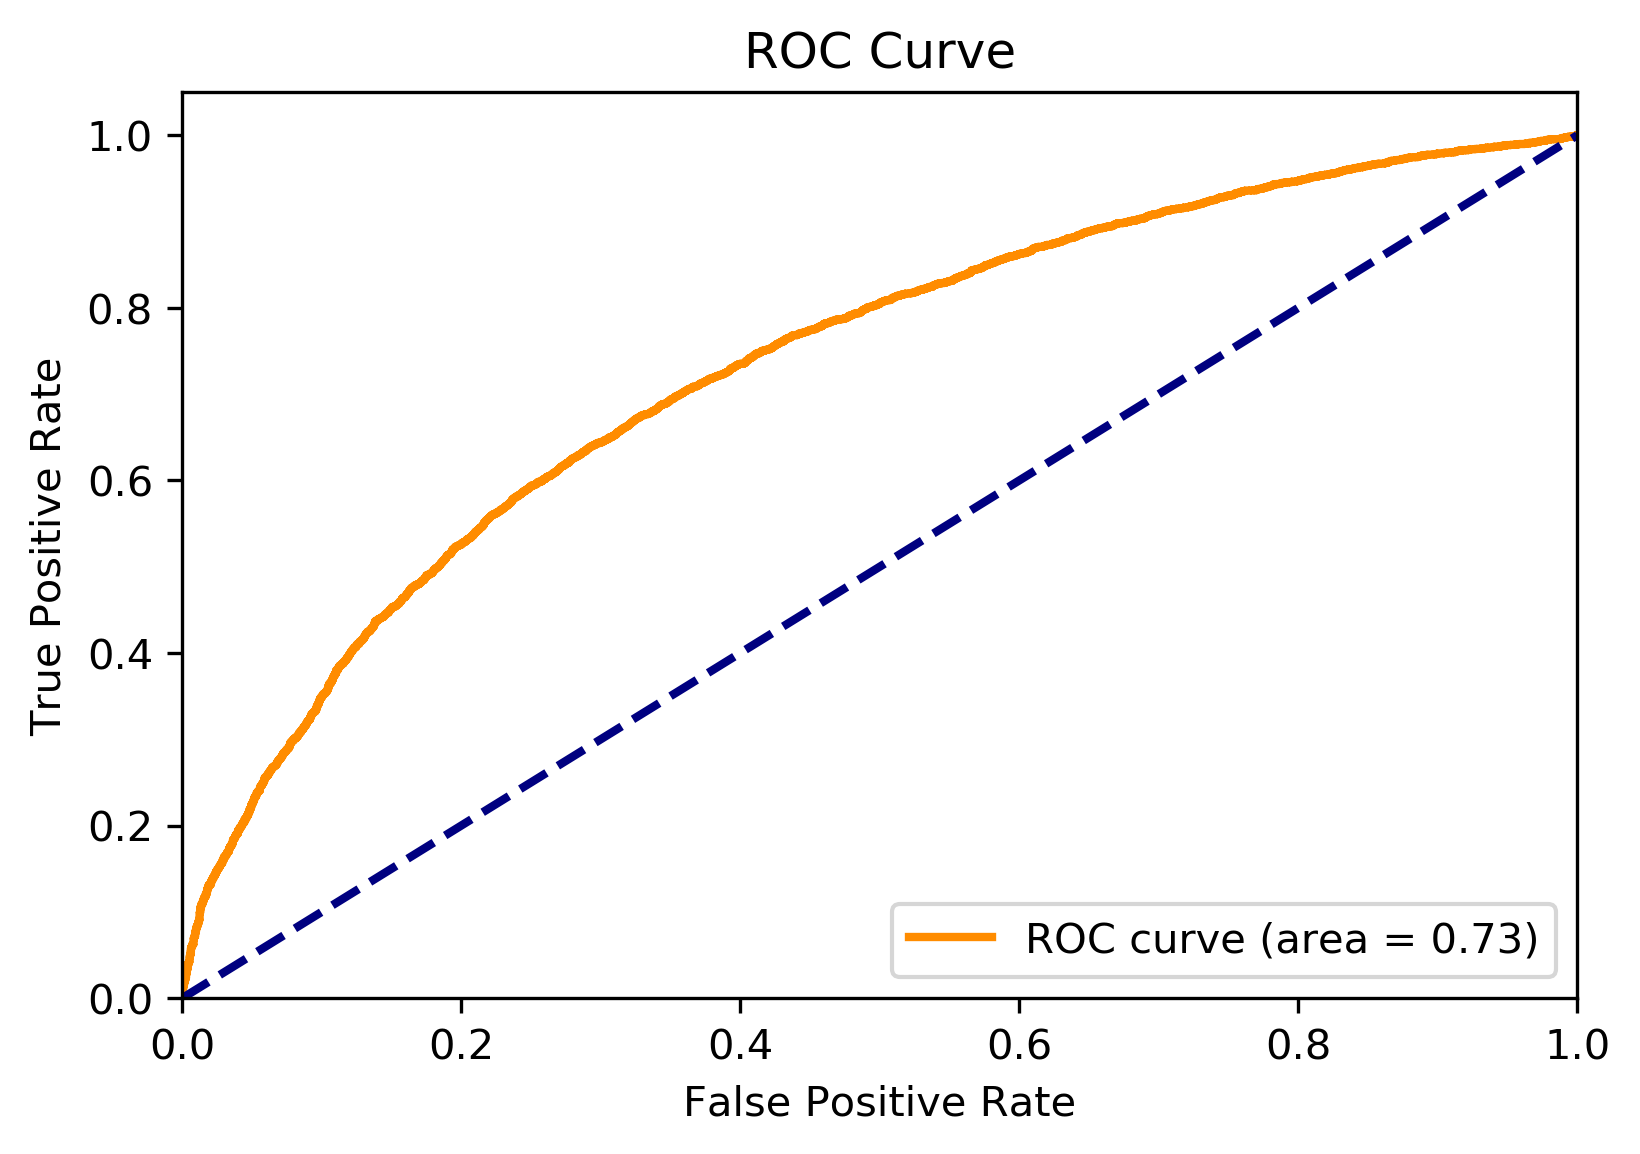 ROC Curve
1.0
0.8
0.6
0.4
0.2
0.0
True Positive Rate
ROC curve (area = 0.73)
0.0 0.2 0.4 0.6 0.8 1.0
False Positive Rate